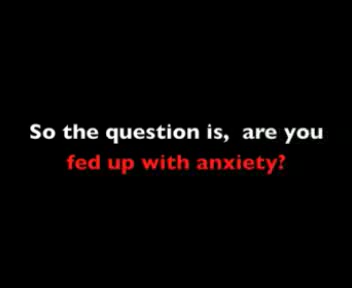 So the question is,  are you
fed up with anxiety?